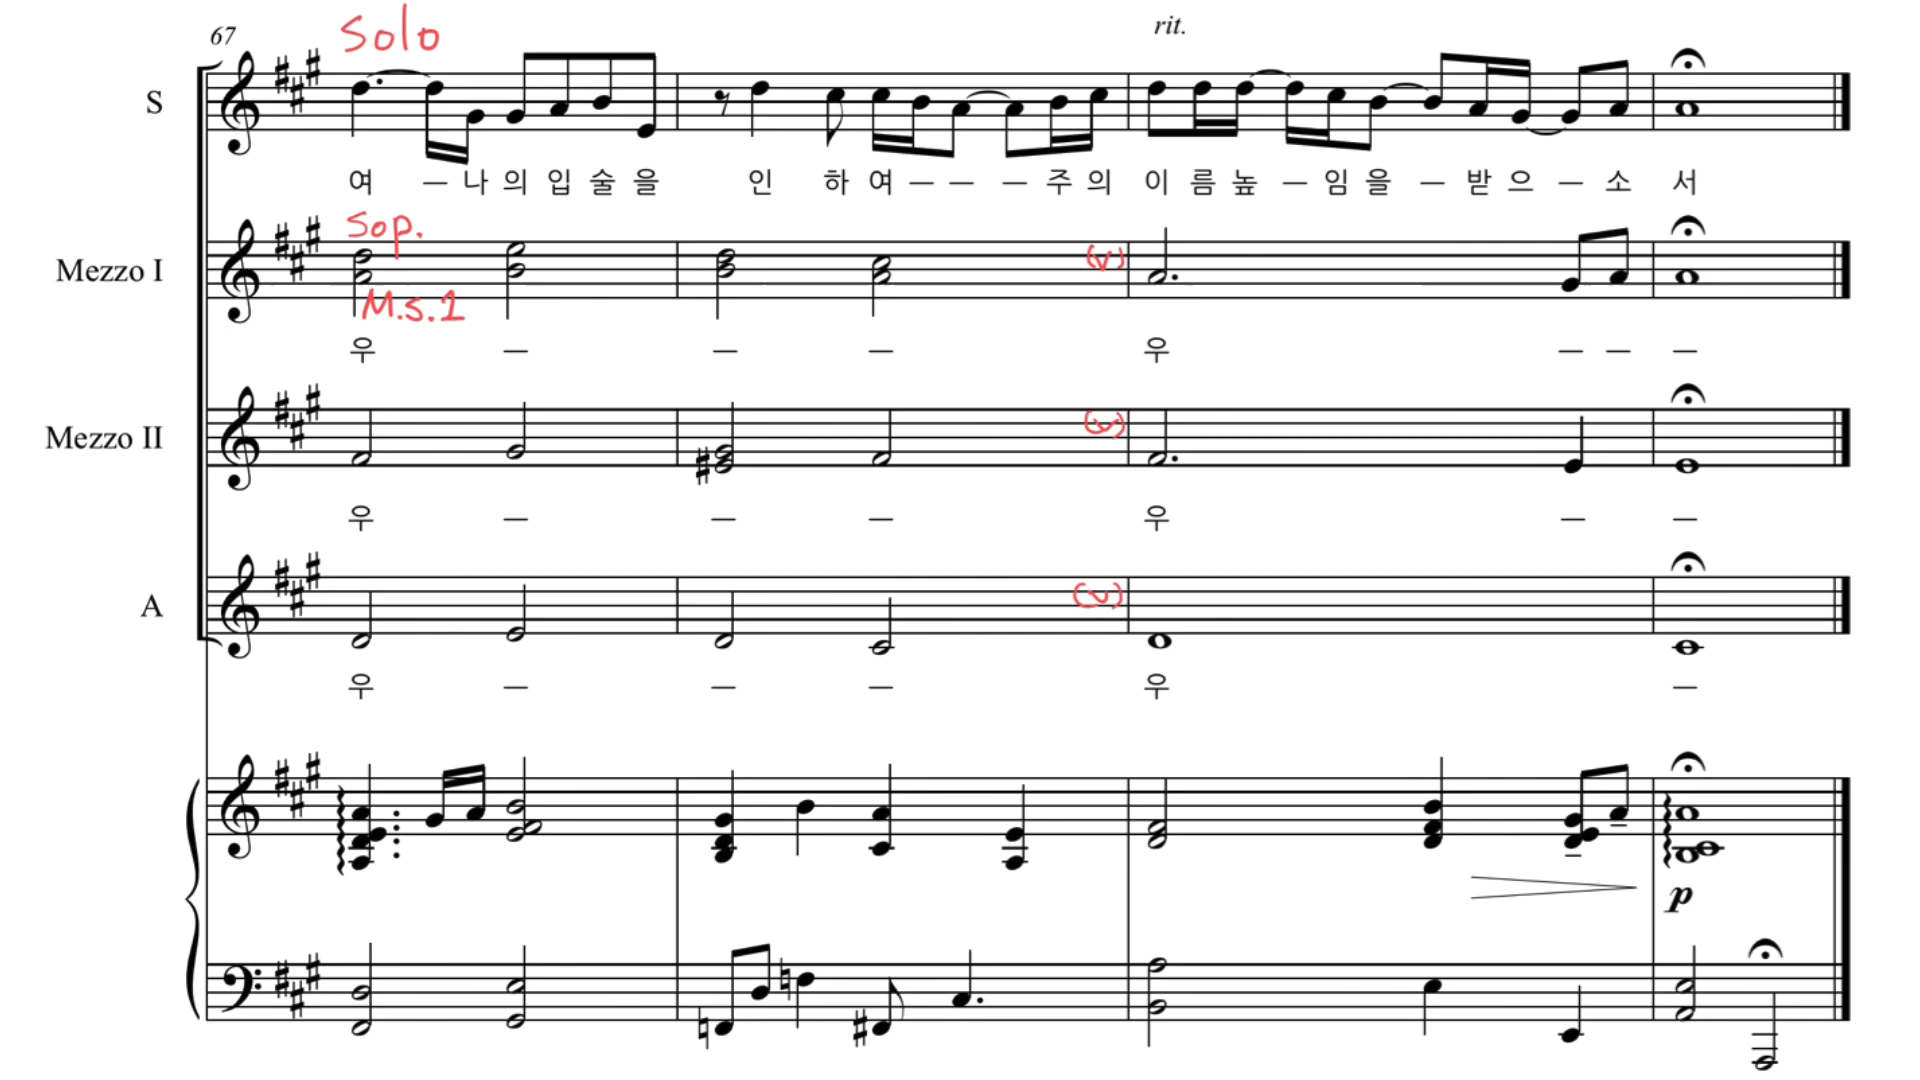 67
Solo
rit.
S
여 – 나 의 입 술 을 인 하 여 – – – 주 의 이 름 높 – 임 을 – 받 으 – 소 서
Sop.
Mezzo I
(v)
M.s.1
우 – – – 우 – – –
Mezzo II
(v)
우 – – – 우 – –
A
(v)
우 – – – 우 –
p